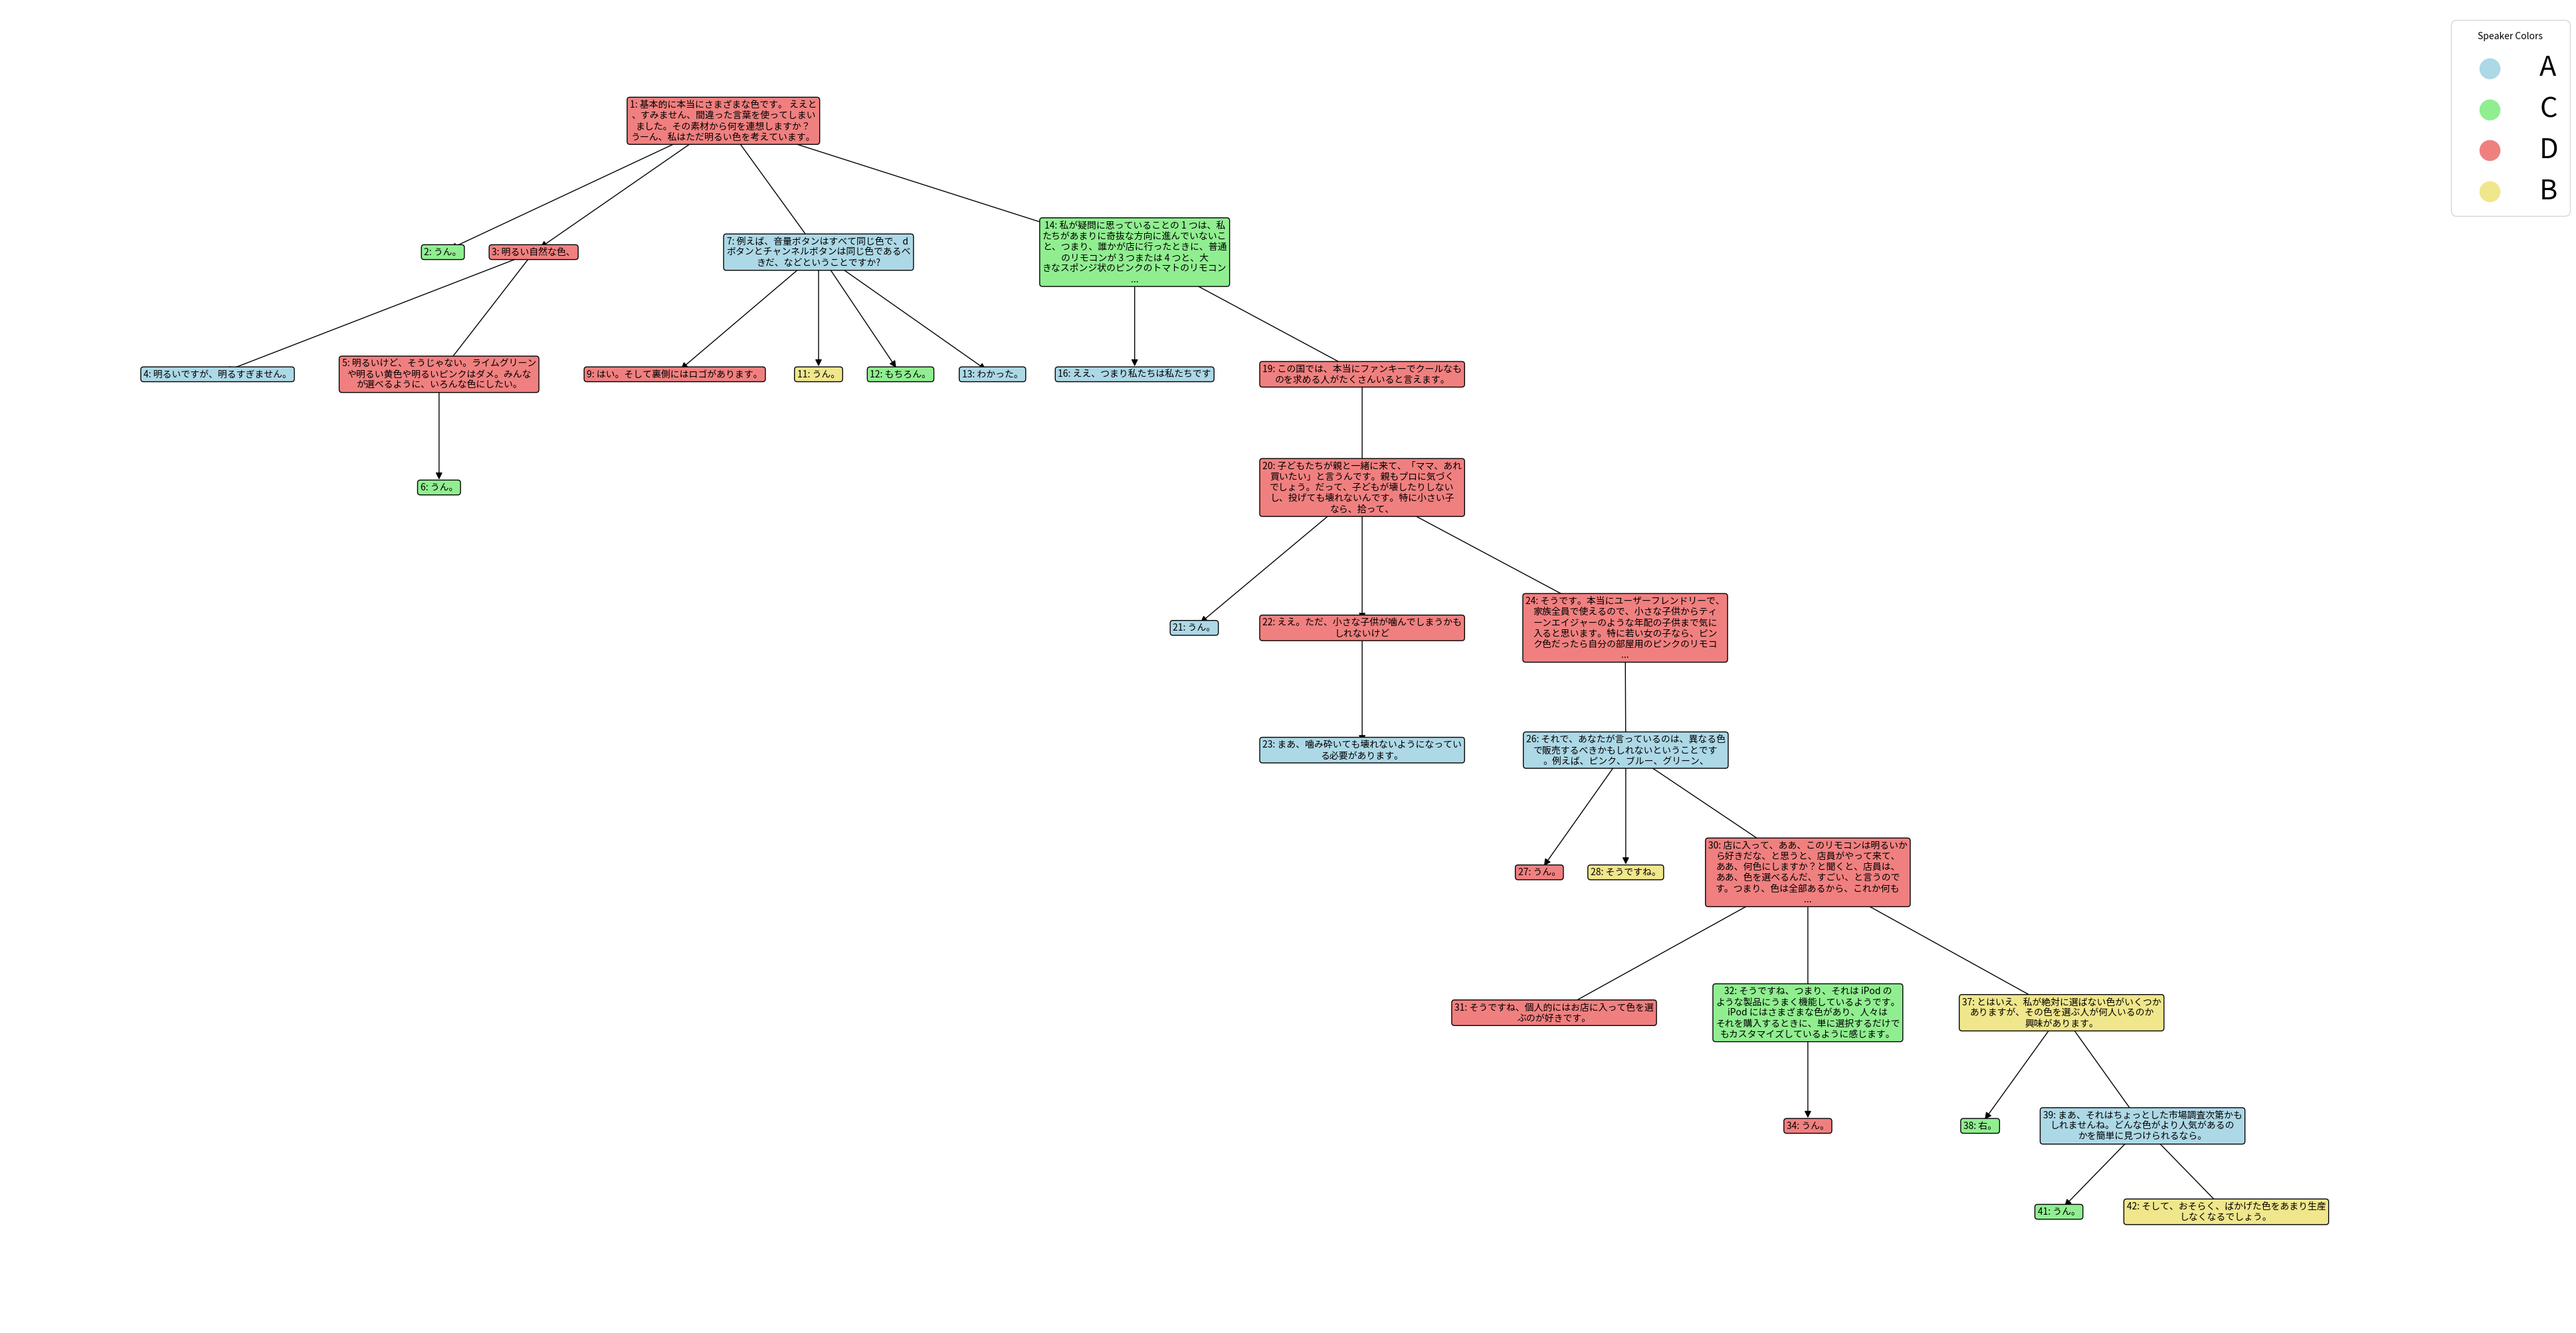 Speaker Colors
A
C
D
B
1: 基本的に本当にさまざまな色です。 ええと
、すみません、間違った言葉を使ってしまい
ました。その素材から何を連想しますか？
うーん、私はただ明るい色を考えています。
2: うん。
3: 明るい自然な色、
7: 例えば、音量ボタンはすべて同じ色で、d
ボタンとチャンネルボタンは同じ色であるべ
きだ、などということですか?
14: 私が疑問に思っていることの 1 つは、私
たちがあまりに奇抜な方向に進んでいないこ
と、つまり、誰かが店に行ったときに、普通
のリモコンが 3 つまたは 4 つと、大
きなスポンジ状のピンクのトマトのリモコン
...
4: 明るいですが、明るすぎません。
5: 明るいけど、そうじゃない。ライムグリーン
や明るい黄色や明るいピンクはダメ。みんな
が選べるように、いろんな色にしたい。
9: はい。そして裏側にはロゴがあります。
11: うん。
12: もちろん。
13: わかった。
16: ええ、つまり私たちは私たちです
19: この国では、本当にファンキーでクールなも
のを求める人がたくさんいると言えます。
6: うん。
20: 子どもたちが親と一緒に来て、「ママ、あれ
買いたい」と言うんです。親もプロに気づく
でしょう。だって、子どもが壊したりしない
し、投げても壊れないんです。特に小さい子
なら、拾って、
21: うん。
22: ええ。ただ、小さな子供が噛んでしまうかも
しれないけど
24: そうです。本当にユーザーフレンドリーで、
家族全員で使えるので、小さな子供からティ
ーンエイジャーのような年配の子供まで気に
入ると思います。特に若い女の子なら、ピン
ク色だったら自分の部屋用のピンクのリモコ
...
23: まあ、噛み砕いても壊れないようになってい
る必要があります。
26: それで、あなたが言っているのは、異なる色
で販売するべきかもしれないということです
。例えば、ピンク、ブルー、グリーン、
27: うん。
28: そうですね。
30: 店に入って、ああ、このリモコンは明るいか
ら好きだな、と思うと、店員がやって来て、
ああ、何色にしますか？と聞くと、店員は、
ああ、色を選べるんだ、すごい、と言うので
す。つまり、色は全部あるから、これか何も
...
31: そうですね、個人的にはお店に入って色を選
ぶのが好きです。
32: そうですね、つまり、それは iPod の
ような製品にうまく機能しているようです。
iPod にはさまざまな色があり、人々は
それを購入するときに、単に選択するだけで
もカスタマイズしているように感じます。
37: とはいえ、私が絶対に選ばない色がいくつか
ありますが、その色を選ぶ人が何人いるのか
興味があります。
34: うん。
38: 右。
39: まあ、それはちょっとした市場調査次第かも
しれませんね。どんな色がより人気があるの
かを簡単に見つけられるなら。
41: うん。
42: そして、おそらく、ばかげた色をあまり生産
しなくなるでしょう。